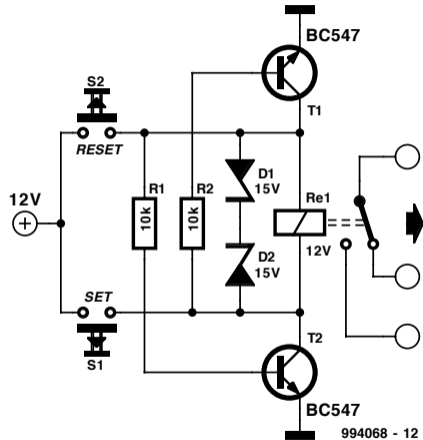 BC547
S2
T1
RESET
R1
R2
D1
15V
Re1
12V
10k
10k
12V
D2
15V
SET
T2
S1
BC547
994068 - 12